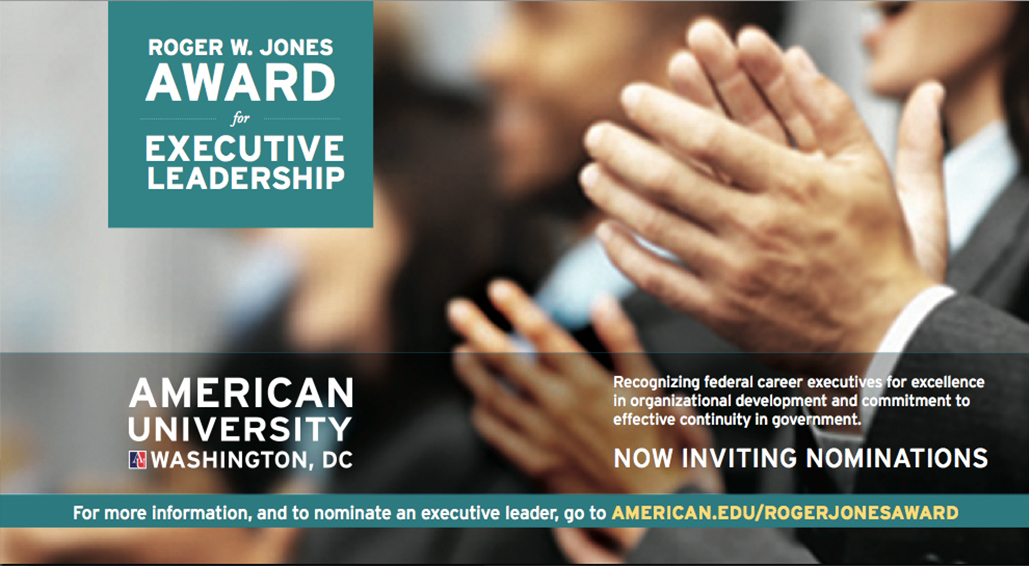 ROGER W. JONES
AWARD
for
EXECUTIVE
LEADERSHIP
AMERICAN
UNIVERSITY
AU WASHINGTON, DC
Recognizing federal career executives for excellence
in organizational development and commitment to
effective continuity in government.
NOW INVITING NOMINATIONS
For more information, and to nominate an executive leader, go to AMERICAN.EDU/ROGERJONESAWARD